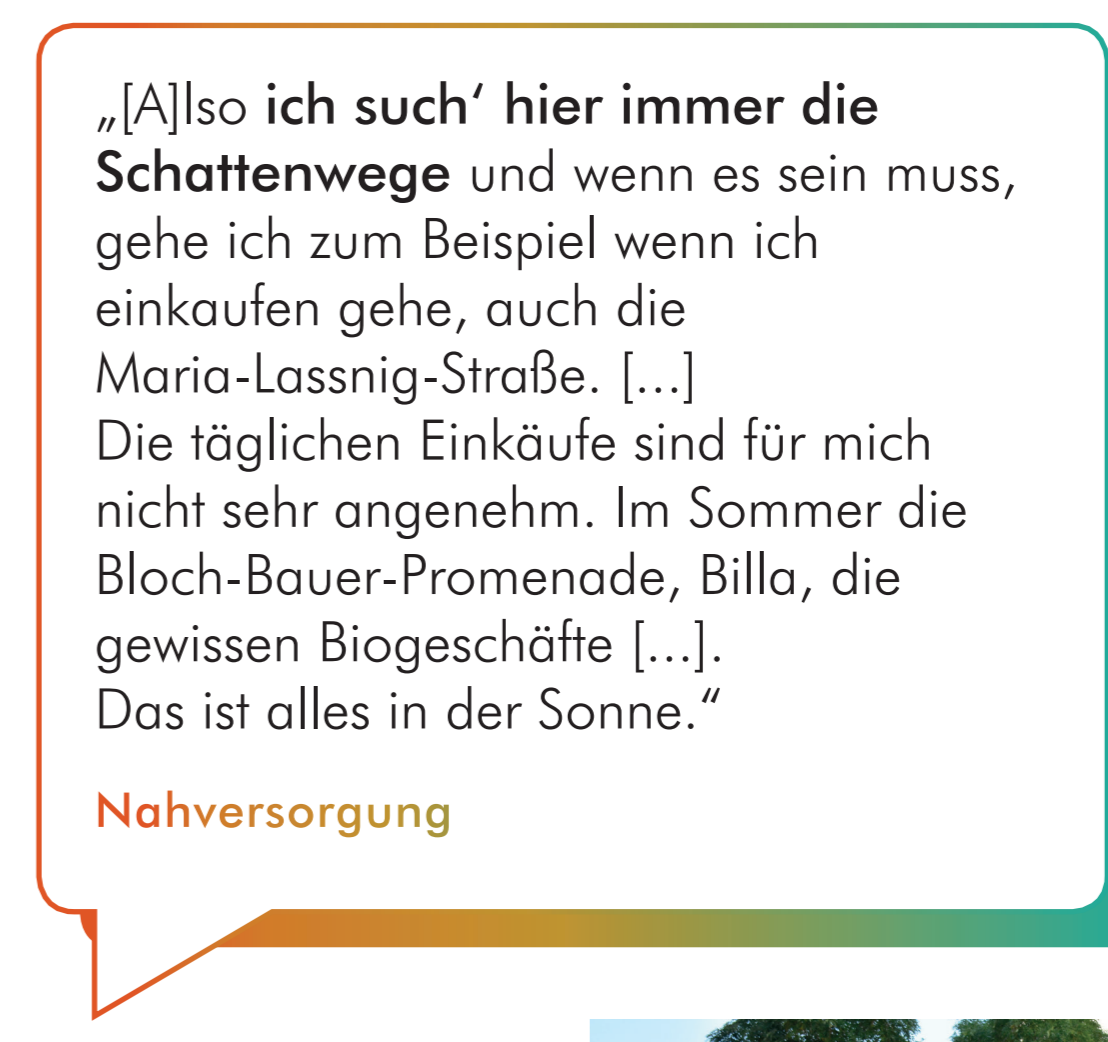 „[A]lso ich such‘ hier immer die
Schattenwege und wenn es sein muss,
gehe ich zum Beispiel wenn ich
einkaufen gehe, auch die
Maria-Lassnig-Straße. [...]
Die täglichen Einkäufe sind für mich
nicht sehr angenehm. Im Sommer die
Bloch-Bauer-Promenade, Billa, die
gewissen Biogeschäfte [...].
Das ist alles in der Sonne.“
Nahversorgung